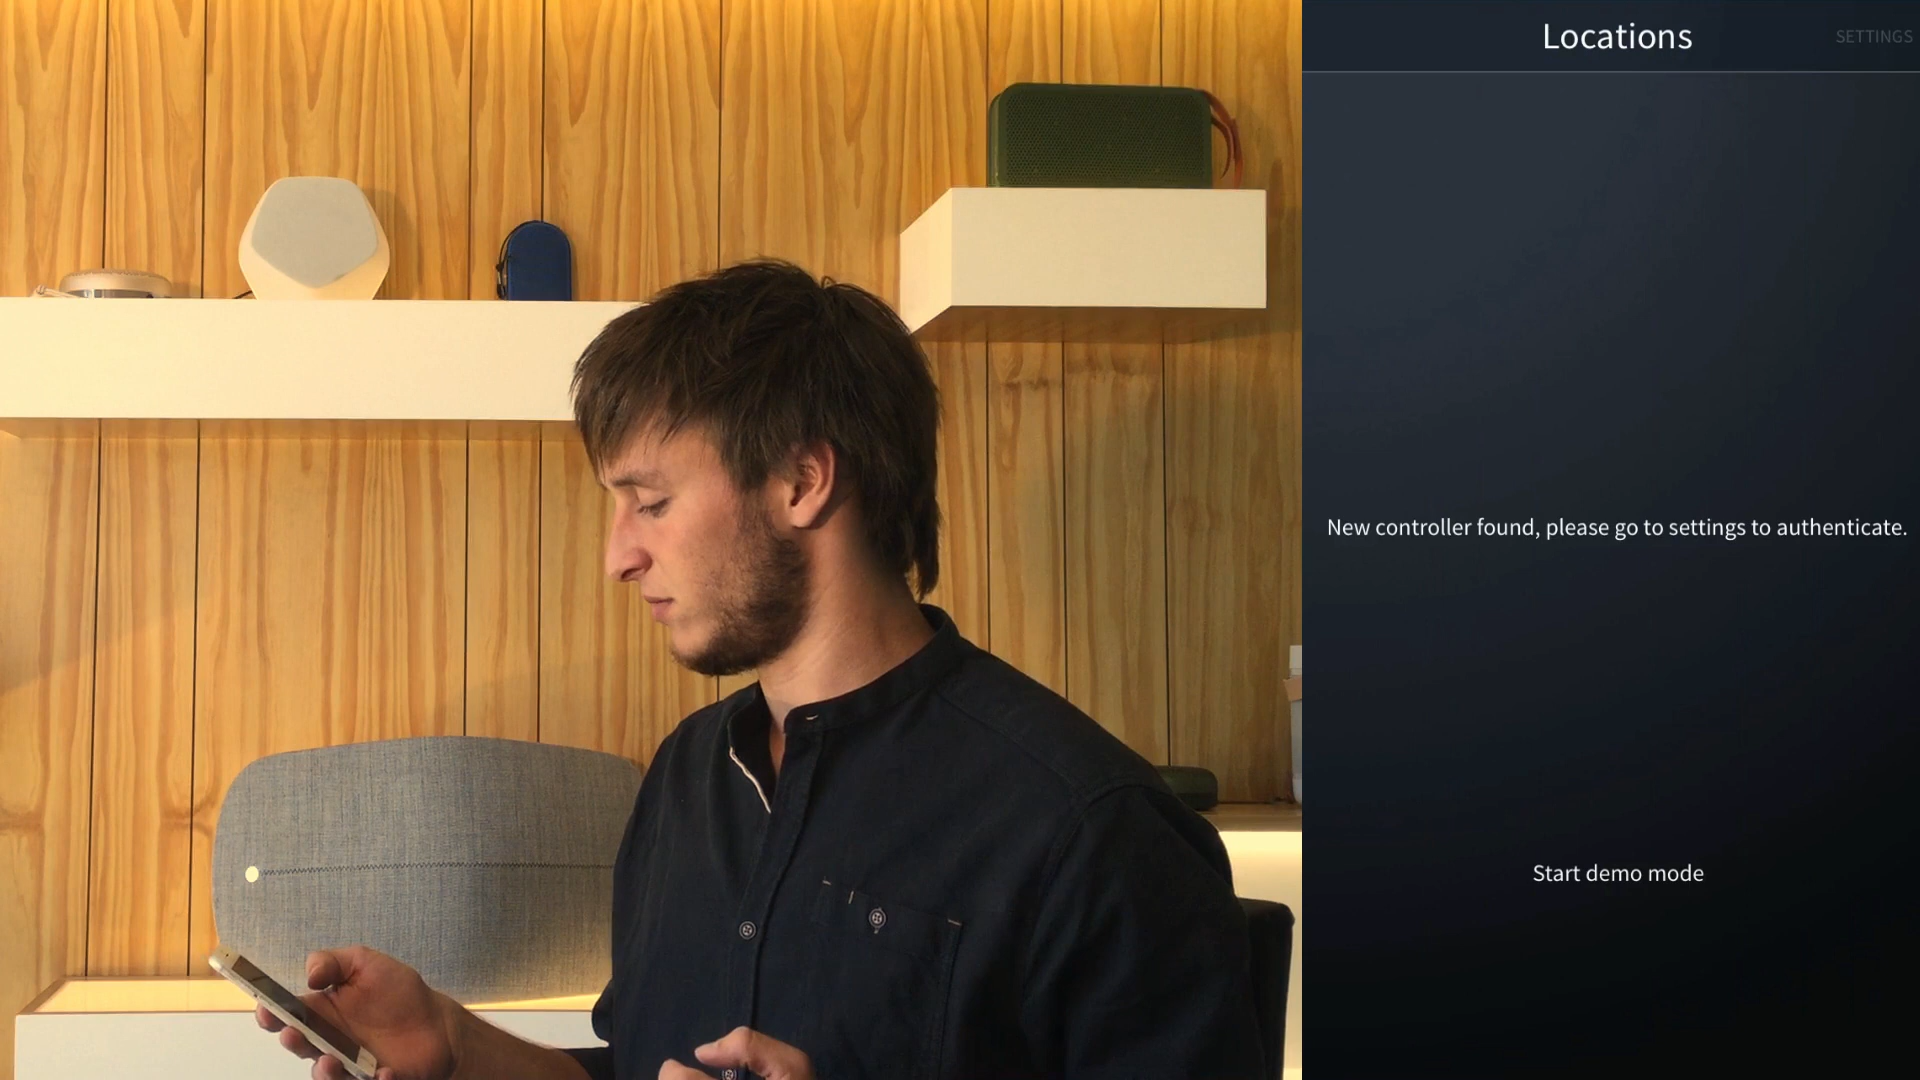 Locations
SETTINGS
New controller found, please go to settings to authenticate.
Start demo mode